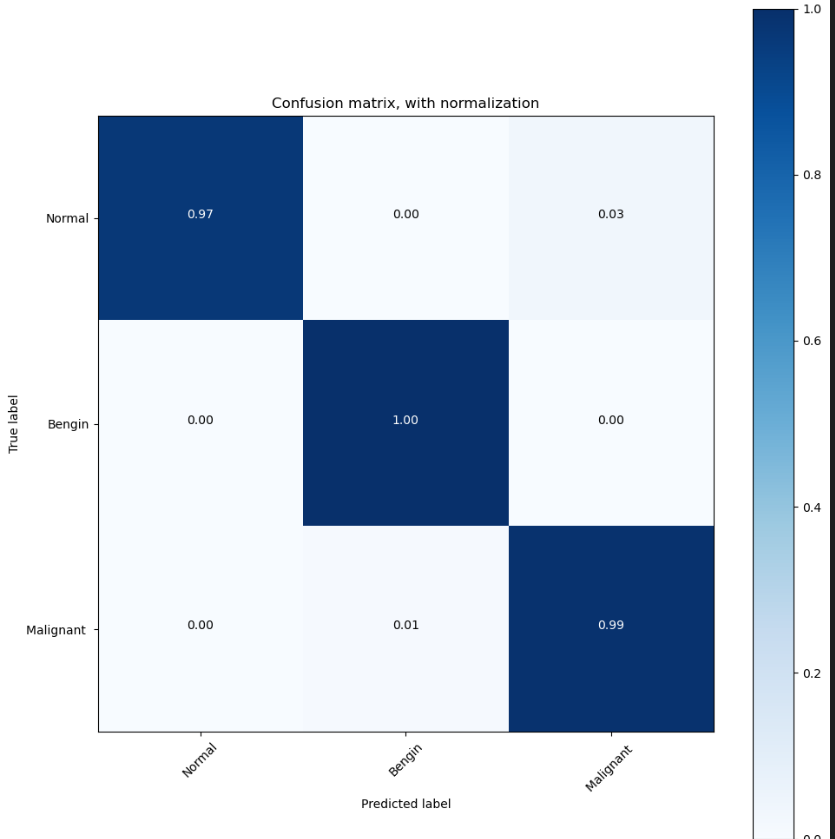 Confusion matrix, with normalization
1.0
0.8
0.6
0.4
0.2
0.0
True label
Normal
0.97
0.00
0.03
Bengin
0.00
1.00
0.00
Malignant
0.00
0.01
0.99
Normal
Bengin
Malignant
Predicted label